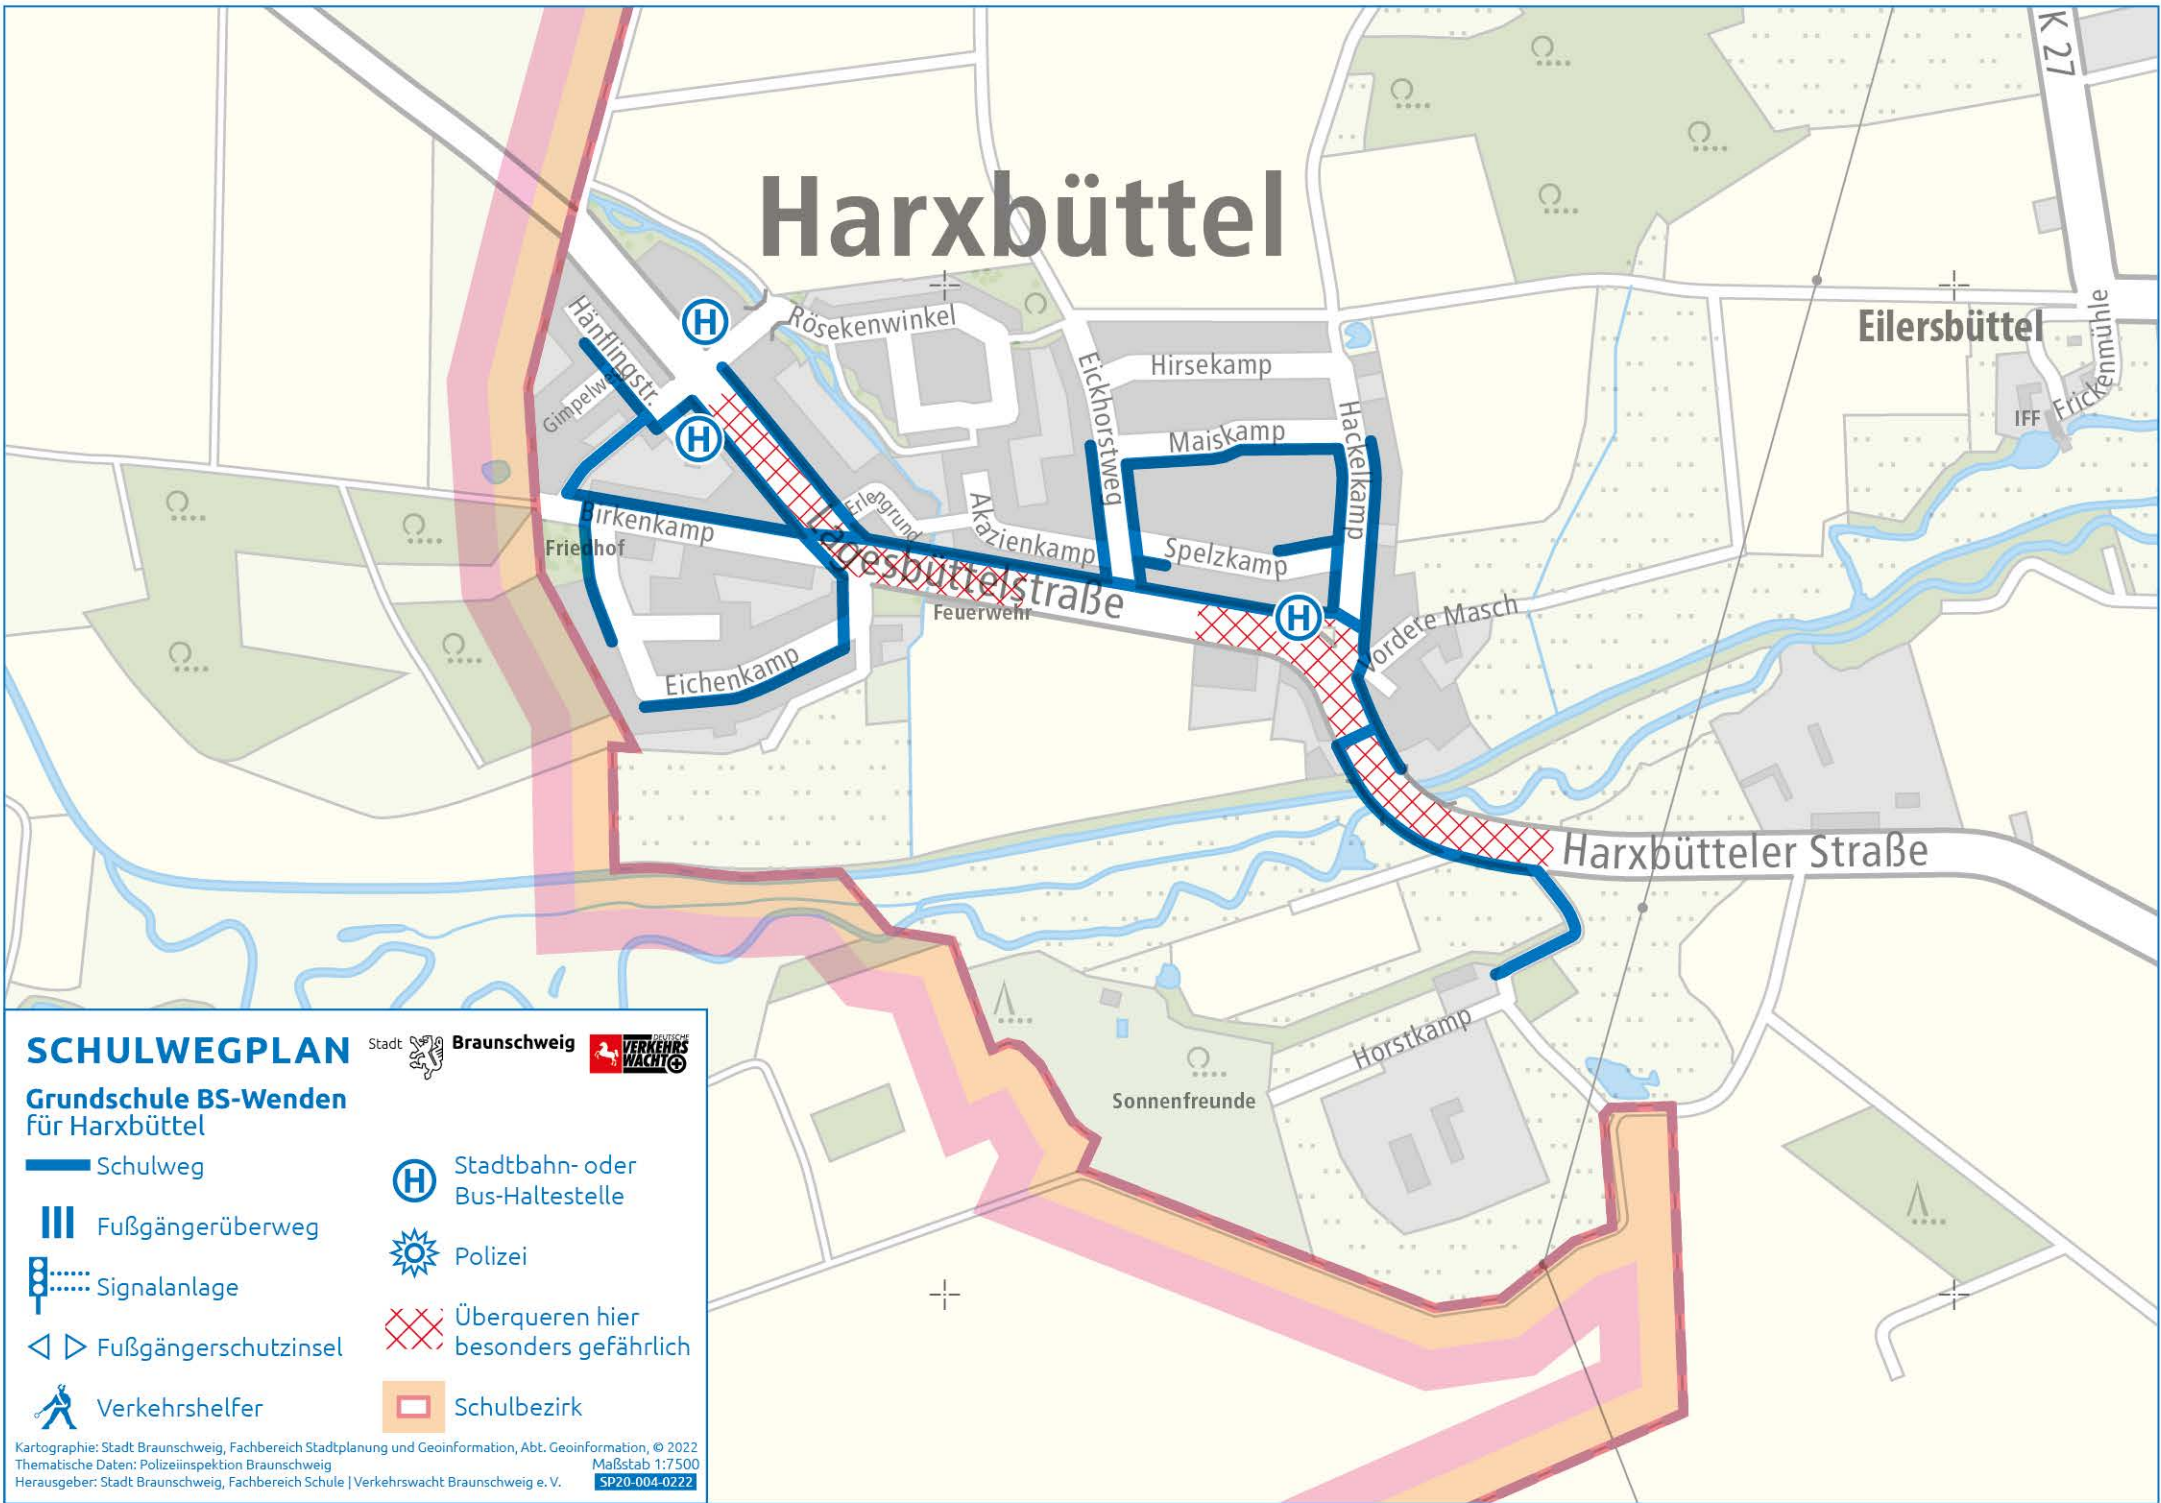 K 27
Harxbüttel
Hänflingstr.
Gimpelweg
Rösekenwinkel
Eickhorstweg
Hirsekamp
Maiskamp
Hackelkamp
Eilersbüttel
Frickenmühle
IFF
H
H
Birkenkamp
Friedhof
Erlengrund
Akazienkamp
Spelzkamp
Lagesbüttelstraße
Feuerwehr
H
Vordere Masch
Eichenkamp
Harxbütteler Straße
Horstkamp
Sonnenfreunde
SCHULWEGPLAN
Stadt Braunschweig
DEUTSCHE
VERKEHRS
WACHT
Grundschule BS-Wenden
für Harxbüttel
Schulweg
Fußgängerüberweg
Signalanlage
Fußgängerschutzinsel
Verkehrshelfer
H
Stadtbahn- oder
Bus-Haltestelle
Polizei
Überqueren hier
besonders gefährlich
Schulbezirk
Kartographie: Stadt Braunschweig, Fachbereich Stadtplanung und Geoinformation, Abt. Geoinformation, © 2022
Thematische Daten: Polizeiinspektion Braunschweig
Maßstab 1:7500
Herausgeber: Stadt Braunschweig, Fachbereich Schule | Verkehrswacht Braunschweig e. V.
SP20-004-0222